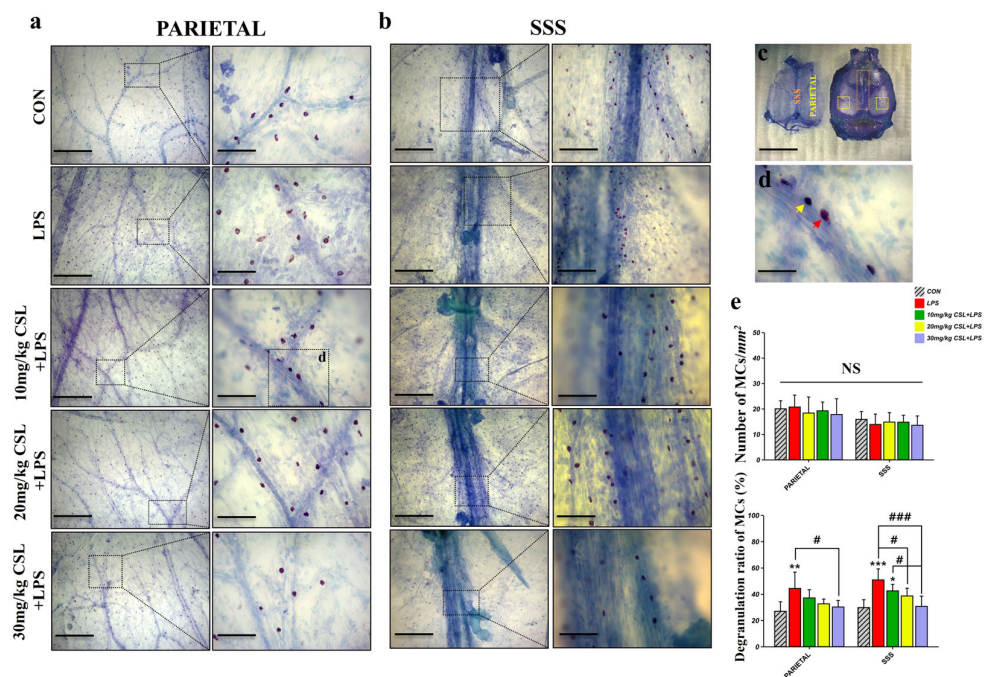 a
PARIETAL
b
SSS
CON
LPS
10mg/kg CSL
+LPS
d
20mg/kg CSL
+LPS
30mg/kg CSL
+LPS
c
SSS
PARIETAL
d
e
CON
LPS
10mg/kg CSL+LPS
20mg/kg CSL+LPS
30mg/kg CSL+LPS
Number of MCs/mm²
50
40
30
20
10
0
NS
PARIETAL
SSS
Degranulation ratio of MCs (%)
100
80
60
40
20
0
**
#
***
*
#
#
###
PARIETAL
SSS